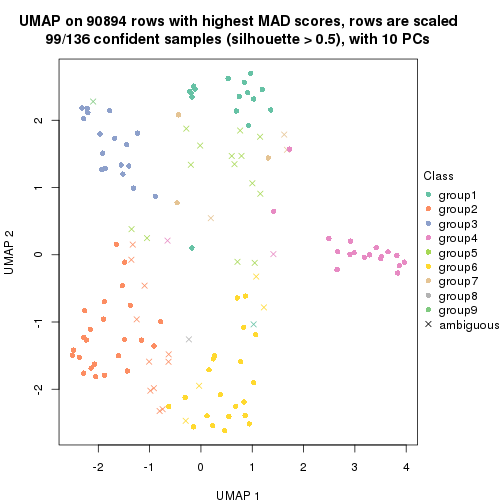 UMAP on 90894 rows with highest MAD scores, rows are scaled
99/136 confident samples (silhouette > 0.5), with 10 PCs
Class
group1
group2
group3
group4
group5
group6
group7
group8
group9
ambiguous
UMAP 2
2
1
0
-1
-2
-2
-1
0
1
2
3
4
UMAP 1